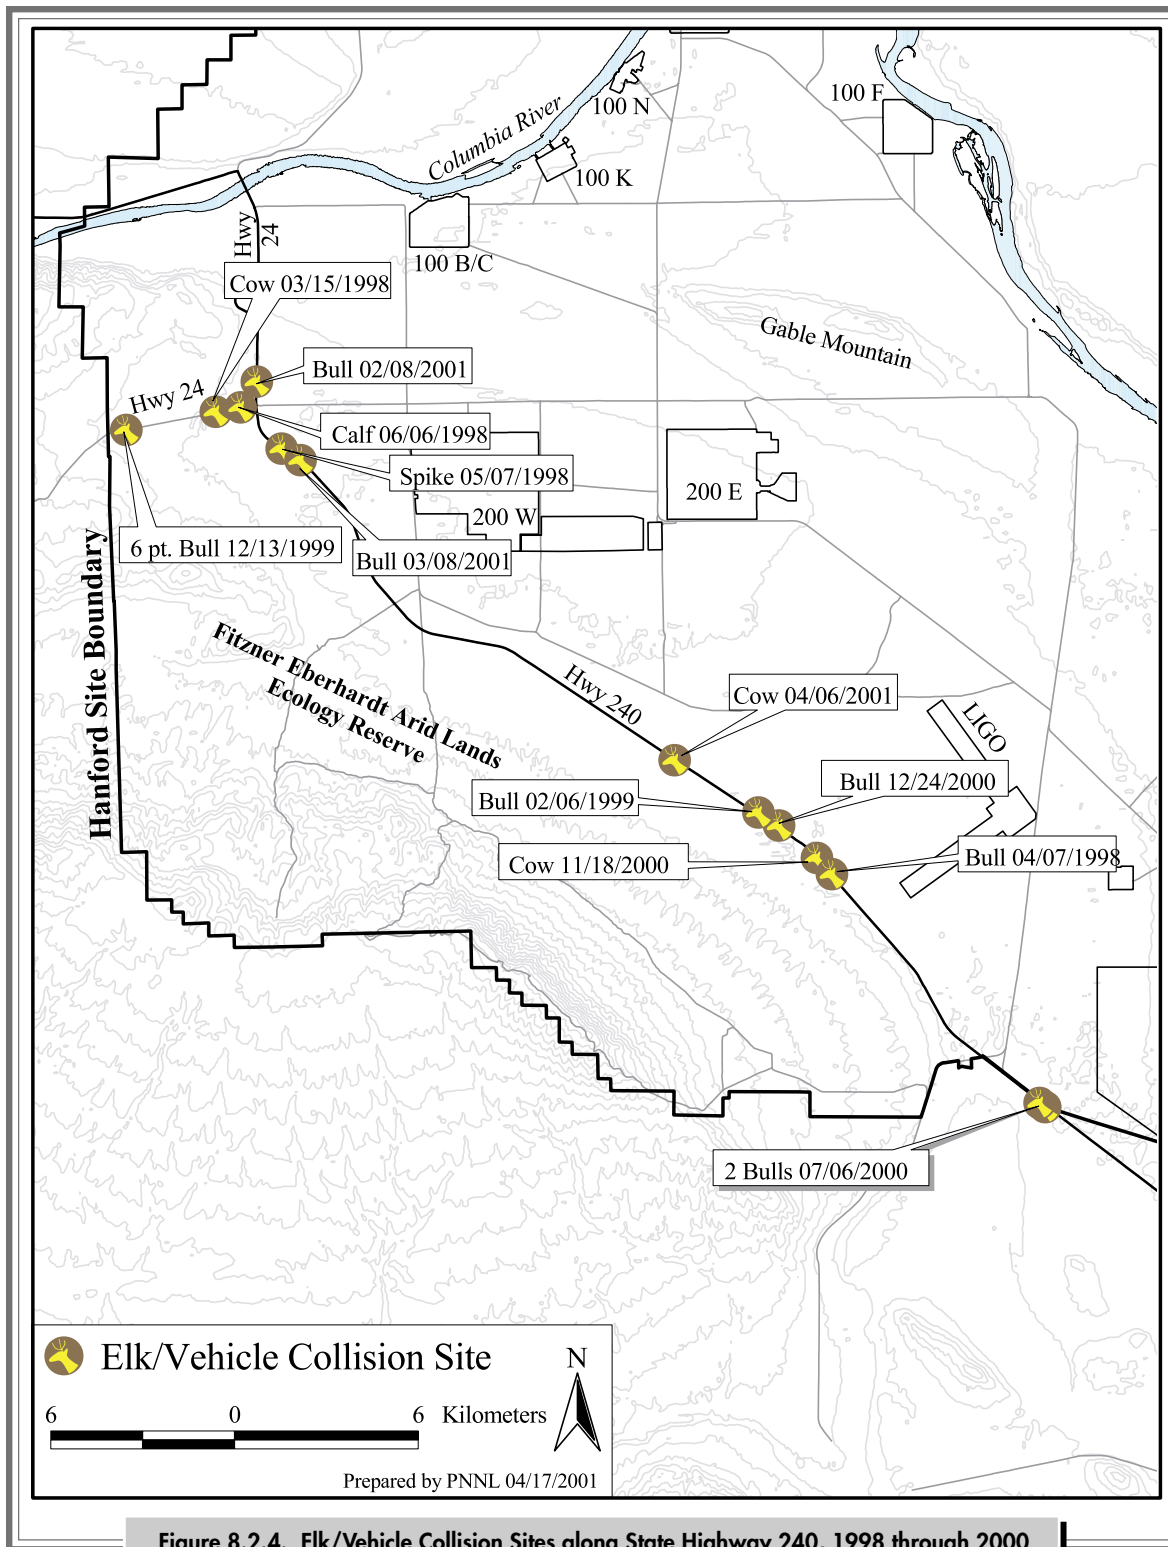 100 N
100 F
Columbia River
100 K
Hwy
24
100 B/C
Cow 03/15/1998
Gable Mountain
Bull 02/08/2001
Hwy 24
Calf 06/06/1998
Spike 05/07/1998
200 E
200 W
6 pt. Bull 12/13/1999
Bull 03/08/2001
Hanford Site Boundary
Fitzner Eberhardt Arid Lands
Ecology Reserve
Hwy 240
Cow 04/06/2001
LIGO
Bull 12/24/2000
Bull 02/06/1999
Cow 11/18/2000
Bull 04/07/1998
2 Bulls 07/06/2000
Elk/Vehicle Collision Site
N
6 0 6 Kilometers
Prepared by PNNL 04/17/2001
Figure 8.2.4. Elk/Vehicle Collision Sites along State Highway 240, 1998 through 2000